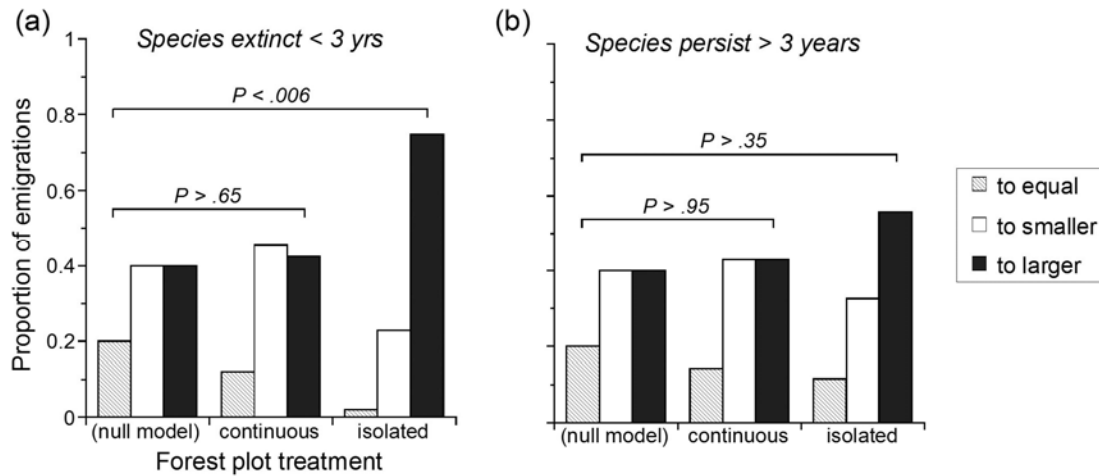 (a)
Species extinct < 3 yrs
P < .006
P > .65
Proportion of emigrations
1
0.8
0.6
0.4
0.2
0
(null model) continuous isolated
Forest plot treatment
(b)
Species persist > 3 years
P > .35
P > .95
(null model) continuous isolated
to equal
to smaller
to larger